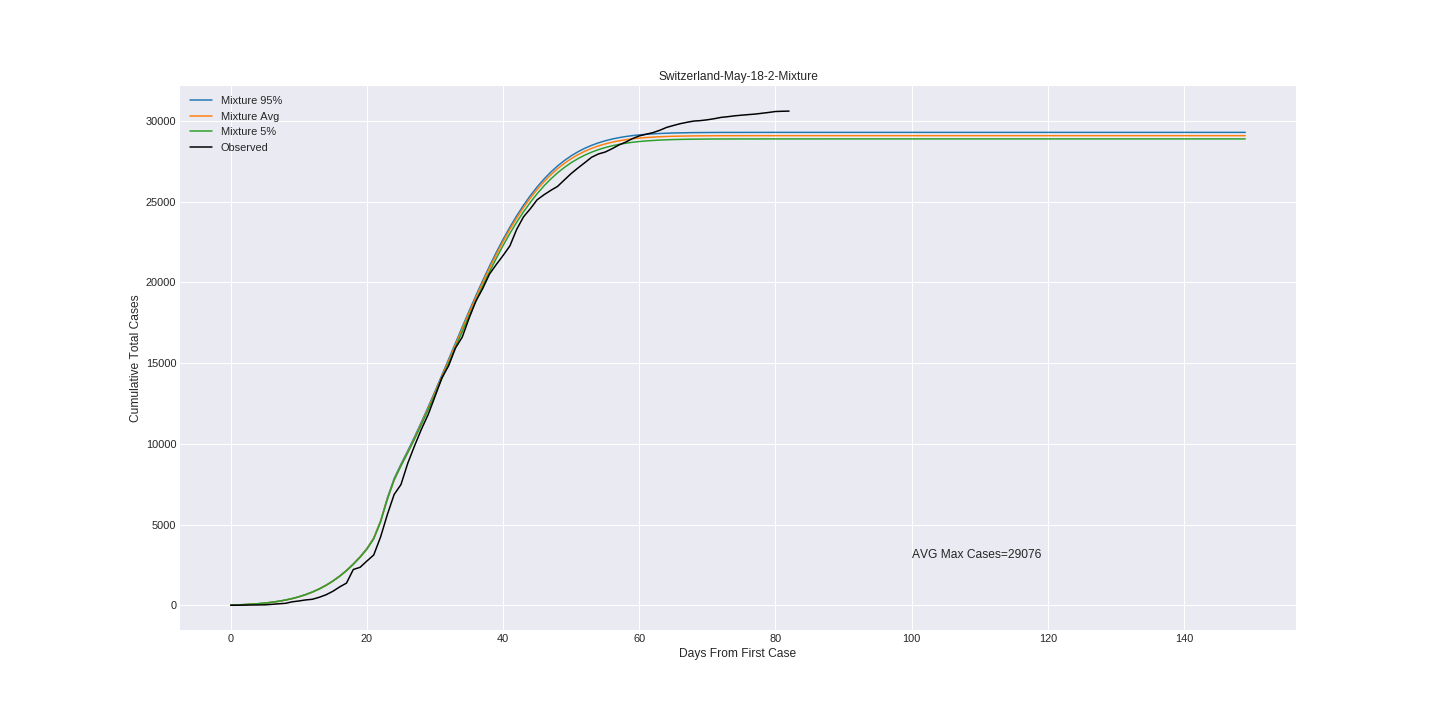 Switzerland-May-18-2-Mixture
Mixture 95%
Mixture Avg
Mixture 5%
Observed
30000
25000
20000
15000
10000
5000
0
Cumulative Total Cases
AVG Max Cases=29076
0 20 40 60 80 100 120 140
Days From First Case